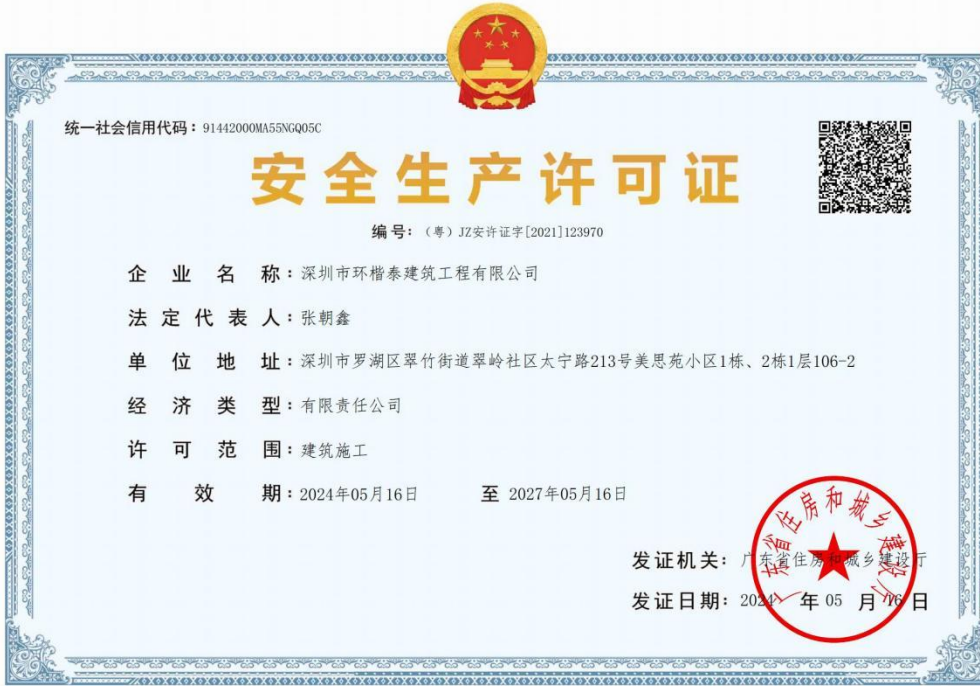 统一社会信用代码：91442000MA55NGQ05C
安全生产许可证
编号：（粤）JZ安许证字[2021]123970
企业名称：深圳市环楷泰建筑工程有限公司
法定代表人：张朝鑫
单位地址：深圳市罗湖区翠竹街道翠岭社区太宁路213号美思苑小区1栋、2栋1层106-2
经济类型：有限责任公司
许可范围：建筑施工
有效期：2024年05月16日 至 2027年05月16日
广东省住房和城乡建设厅
发证机关：广东省住房和城乡建设厅
发证日期：2024年05月16日